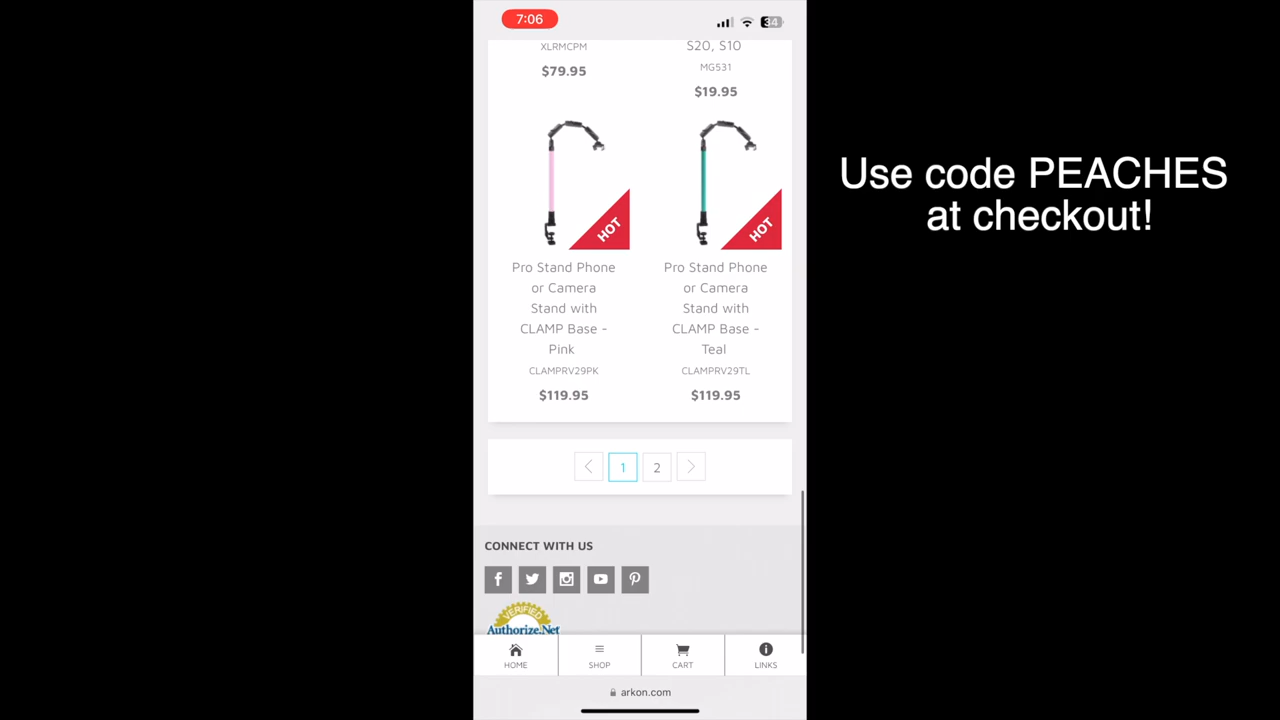 7:06
34
XLRMCPM
$79.95
S20, S10
MG531
$19.95
HOT
HOT
Pro Stand Phone
or Camera
Stand with
CLAMP Base -
Pink
CLAMPRV29PK
$119.95
Pro Stand Phone
or Camera
Stand with
CLAMP Base -
Teal
CLAMPRV29TL
$119.95
1 2
CONNECT WITH US
VERIFIED
Authorize.Net
HOME SHOP CART LINKS
arkon.com
Use code PEACHES
at checkout!